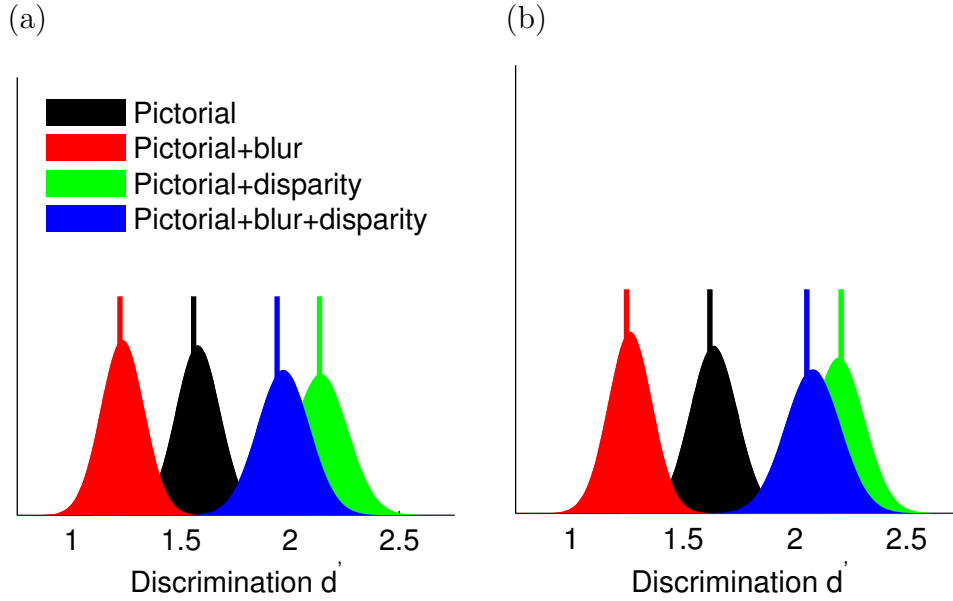 (a)
Pictorial
Pictorial+blur
Pictorial+disparity
Pictorial+blur+disparity
1 1.5 2 2.5
Discrimination d'
(b)
1 1.5 2 2.5
Discrimination d'